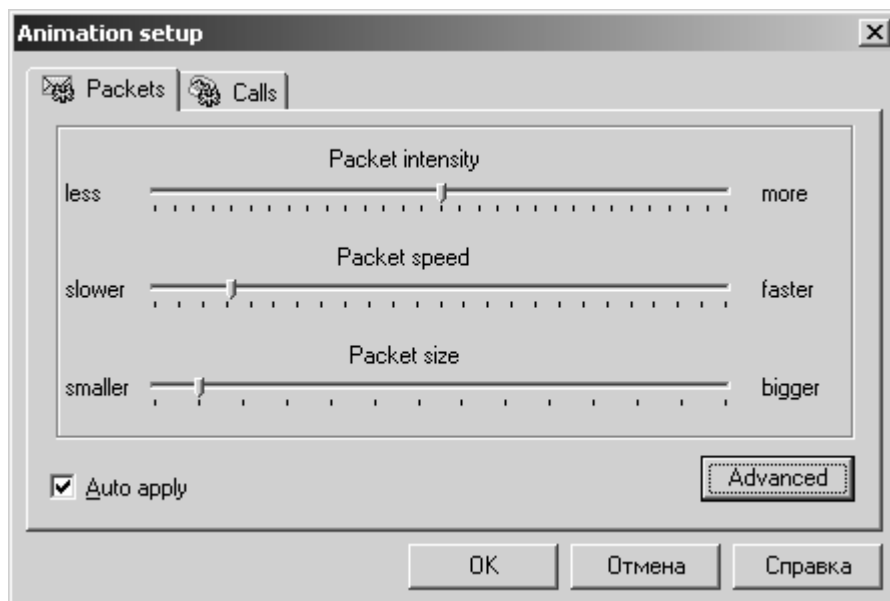 Animation setup
Packets Calls
Packet intensity
less more
Packet speed
slower faster
Packet size
smaller bigger
Auto apply Advanced
OK Отмена Справка